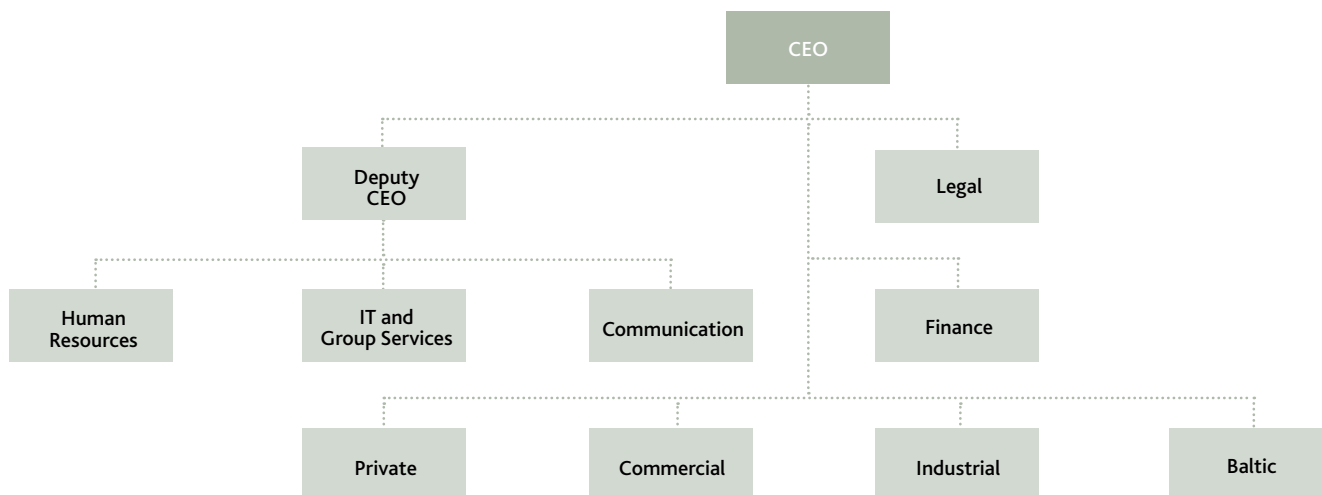 CEO
Deputy
CEO
Legal
Human
Resources
IT and
Group Services
Communication
Finance
Private
Commercial
Industrial
Baltic